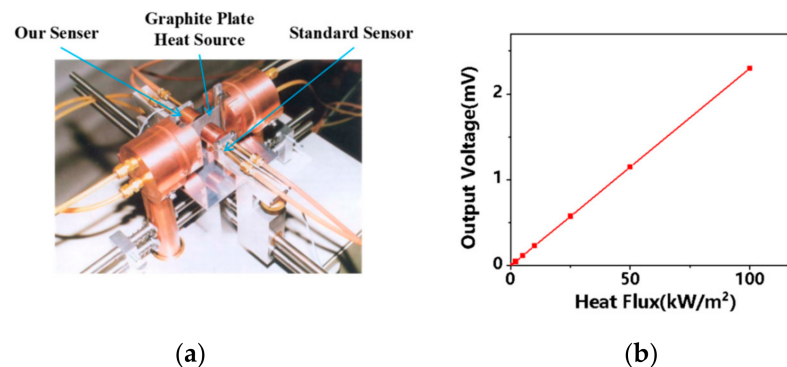 Our Senser
Graphite Plate
Heat Source
Standard Sensor
(a)
Output Voltage(mV)
2
1
0
0
50
100
Heat Flux(kW/m²)
(b)